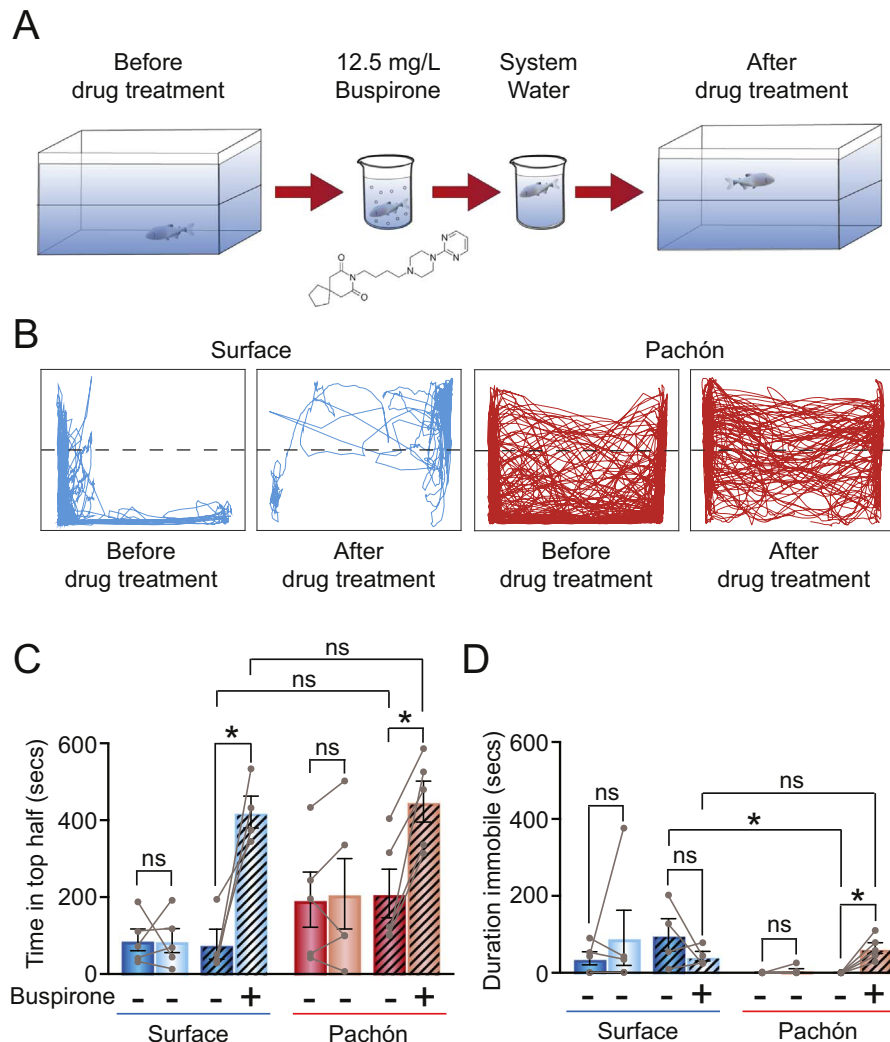 A
Before
drug treatment
12.5 mg/L
Buspirone
System
Water
After
drug treatment
N
O
O
N
N
N
N
B
Surface
Pachón
Before
drug treatment
After
drug treatment
Before
drug treatment
After
drug treatment
C
Time in top half (secs)
600
400
200
0
ns
ns
ns
*
ns
*
Buspirone
- - - + - - - +
Surface
Pachón
D
Duration immobile (secs)
600
400
200
0
ns
ns
*
ns
ns
*
- - - + - - - +
Surface
Pachón